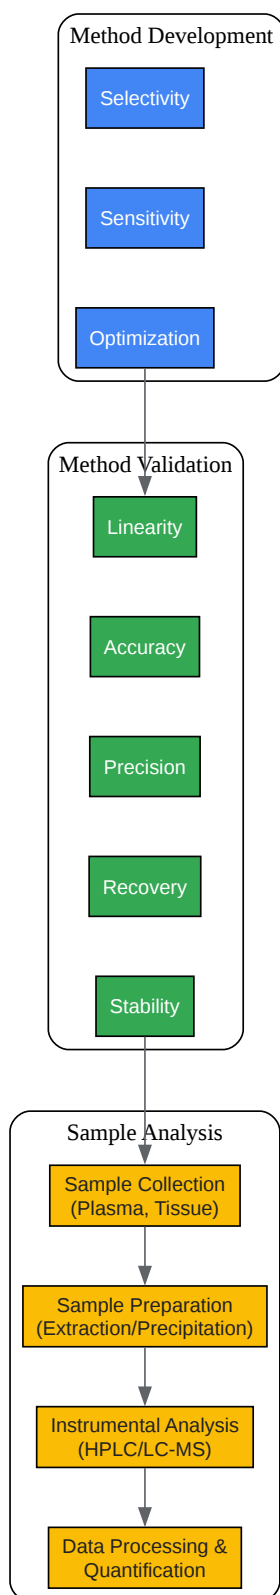 Method Development
Selectivity
Sensitivity
Optimization
Method Validation
Linearity
Accuracy
Precision
Recovery
Stability
Sample Analysis
Sample Collection
(Plasma, Tissue)
Sample Preparation
(Extraction/Precipitation)
Instrumental Analysis
(HPLC/LC-MS)
Data Processing &
Quantification